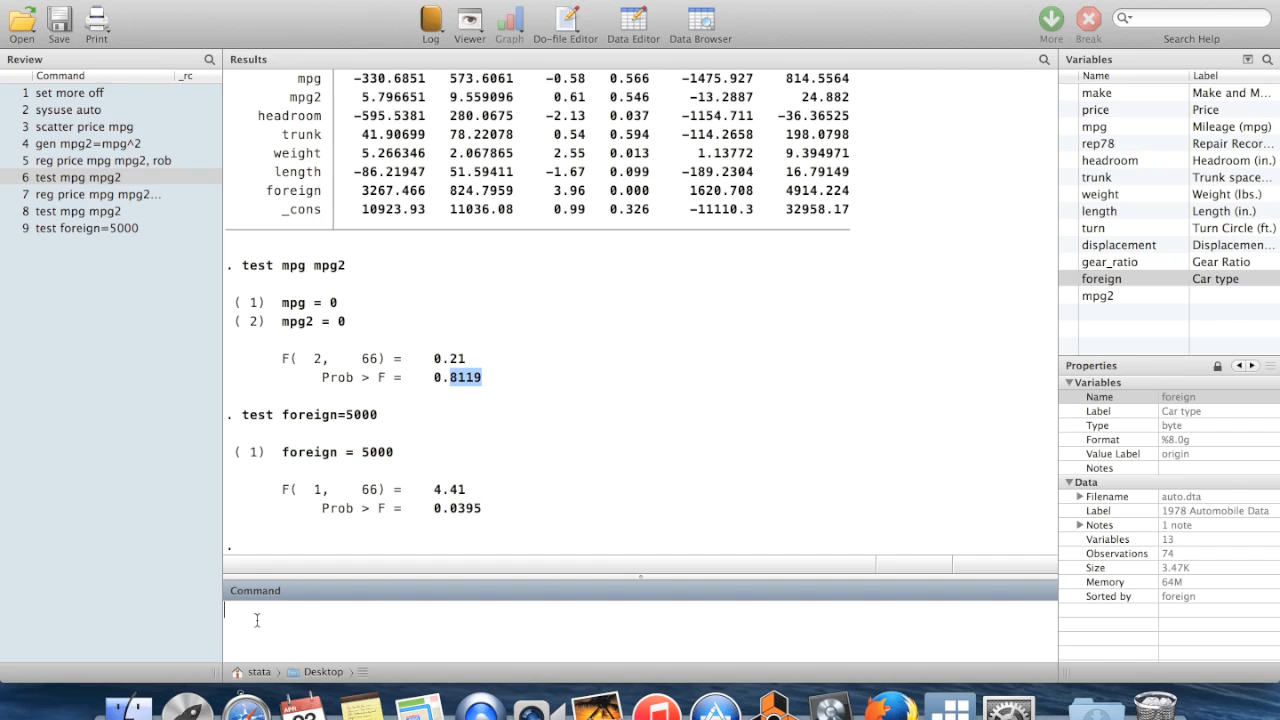 Open Save Print Log Viewer Graph Do-file Editor Data Editor Data Browser More Break Search Help
Review
Command _rc
1 set more off
2 sysuse auto
3 scatter price mpg
4 gen mpg2=mpg^2
5 reg price mpg mpg2, rob
6 test mpg mpg2
7 reg price mpg mpg2...
8 test mpg mpg2
9 test foreign=5000
Results
mpg -330.6851 573.6061 -0.58 0.566 -1475.927 814.5564
mpg2 5.796651 9.559096 0.61 0.546 -13.2887 24.882
headroom -595.5381 280.0675 -2.13 0.037 -1154.711 -36.36525
trunk 41.90699 78.22078 0.54 0.594 -114.2658 198.0798
weight 5.266346 2.067865 2.55 0.013 1.13772 9.394971
length -86.21947 51.59411 -1.67 0.099 -189.2304 16.79149
foreign 3267.466 824.7959 3.96 0.000 1620.708 4914.224
_cons 10923.93 11036.08 0.99 0.326 -11110.3 32958.17
. test mpg mpg2
( 1) mpg = 0
( 2) mpg2 = 0
F( 2, 66) = 0.21
Prob > F = 0.8119
. test foreign=5000
( 1) foreign = 5000
F( 1, 66) = 4.41
Prob > F = 0.0395
.
Command
stata Desktop
Variables
Name Label
make Make and M...
price Price
mpg Mileage (mpg)
rep78 Repair Recor...
headroom Headroom (in.)
trunk Trunk space...
weight Weight (lbs.)
length Length (in.)
turn Turn Circle (ft.)
displacement Displacemen...
gear_ratio Gear Ratio
foreign Car type
mpg2
Properties
Variables
Name foreign
Label Car type
Type byte
Format %8.0g
Value Label origin
Notes
Data
Filename auto.dta
Label 1978 Automobile Data
Notes 1 note
Variables 13
Observations 74
Size 3.47K
Memory 64M
Sorted by foreign
APR